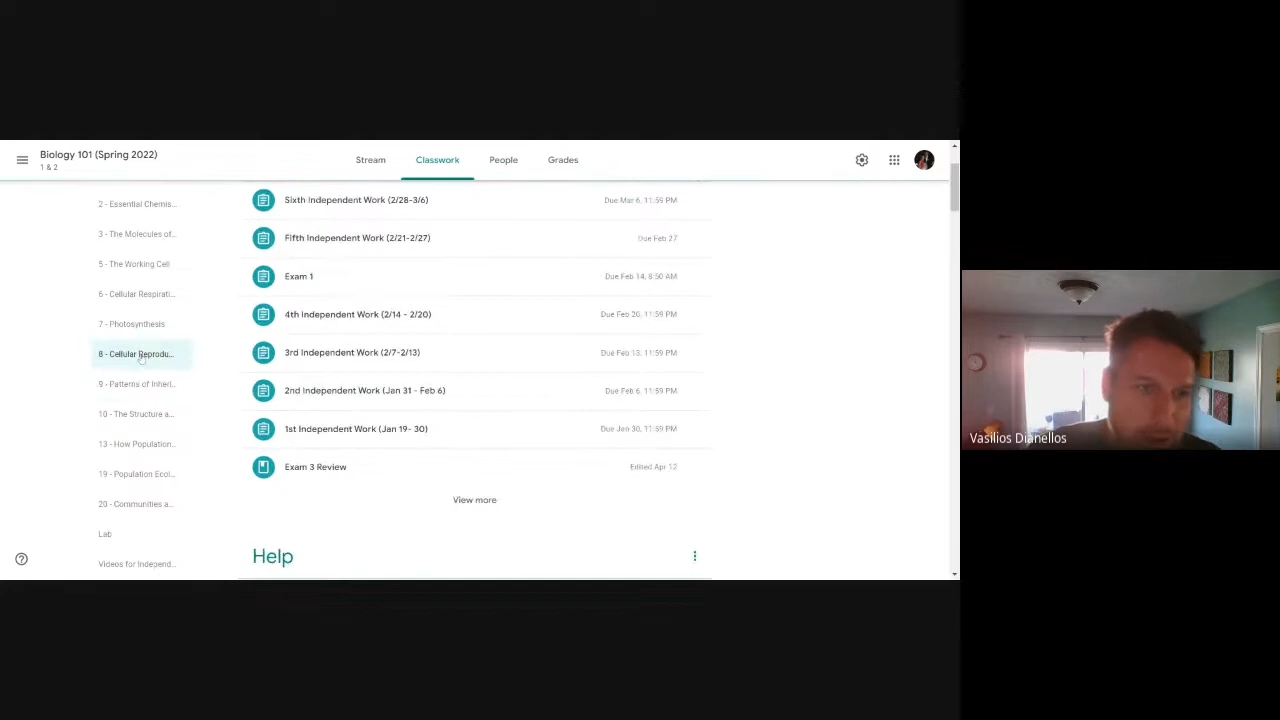 Biology 101 (Spring 2022)
1 & 2
Stream
Classwork
People
Grades
2 - Essential Chemis...
3 - The Molecules of...
5 - The Working Cell
6 - Cellular Respirati...
7 - Photosynthesis
8 - Cellular Reprodu...
9 - Patterns of Inheri...
10 - The Structure a...
13 - How Population...
19 - Population Ecol...
20 - Communities a...
Lab
Videos for Independ...
Sixth Independent Work (2/28-3/6) Due Mar 6, 11:59 PM
Fifth Independent Work (2/21-2/27) Due Feb 27
Exam 1 Due Feb 14, 8:50 AM
4th Independent Work (2/14 - 2/20) Due Feb 20, 11:59 PM
3rd Independent Work (2/7-2/13) Due Feb 13, 11:59 PM
2nd Independent Work (Jan 31 - Feb 6) Due Feb 6, 11:59 PM
1st Independent Work (Jan 19- 30) Due Jan 30, 11:59 PM
Exam 3 Review Edited Apr 12
View more
Help
Vasilios Dianellos